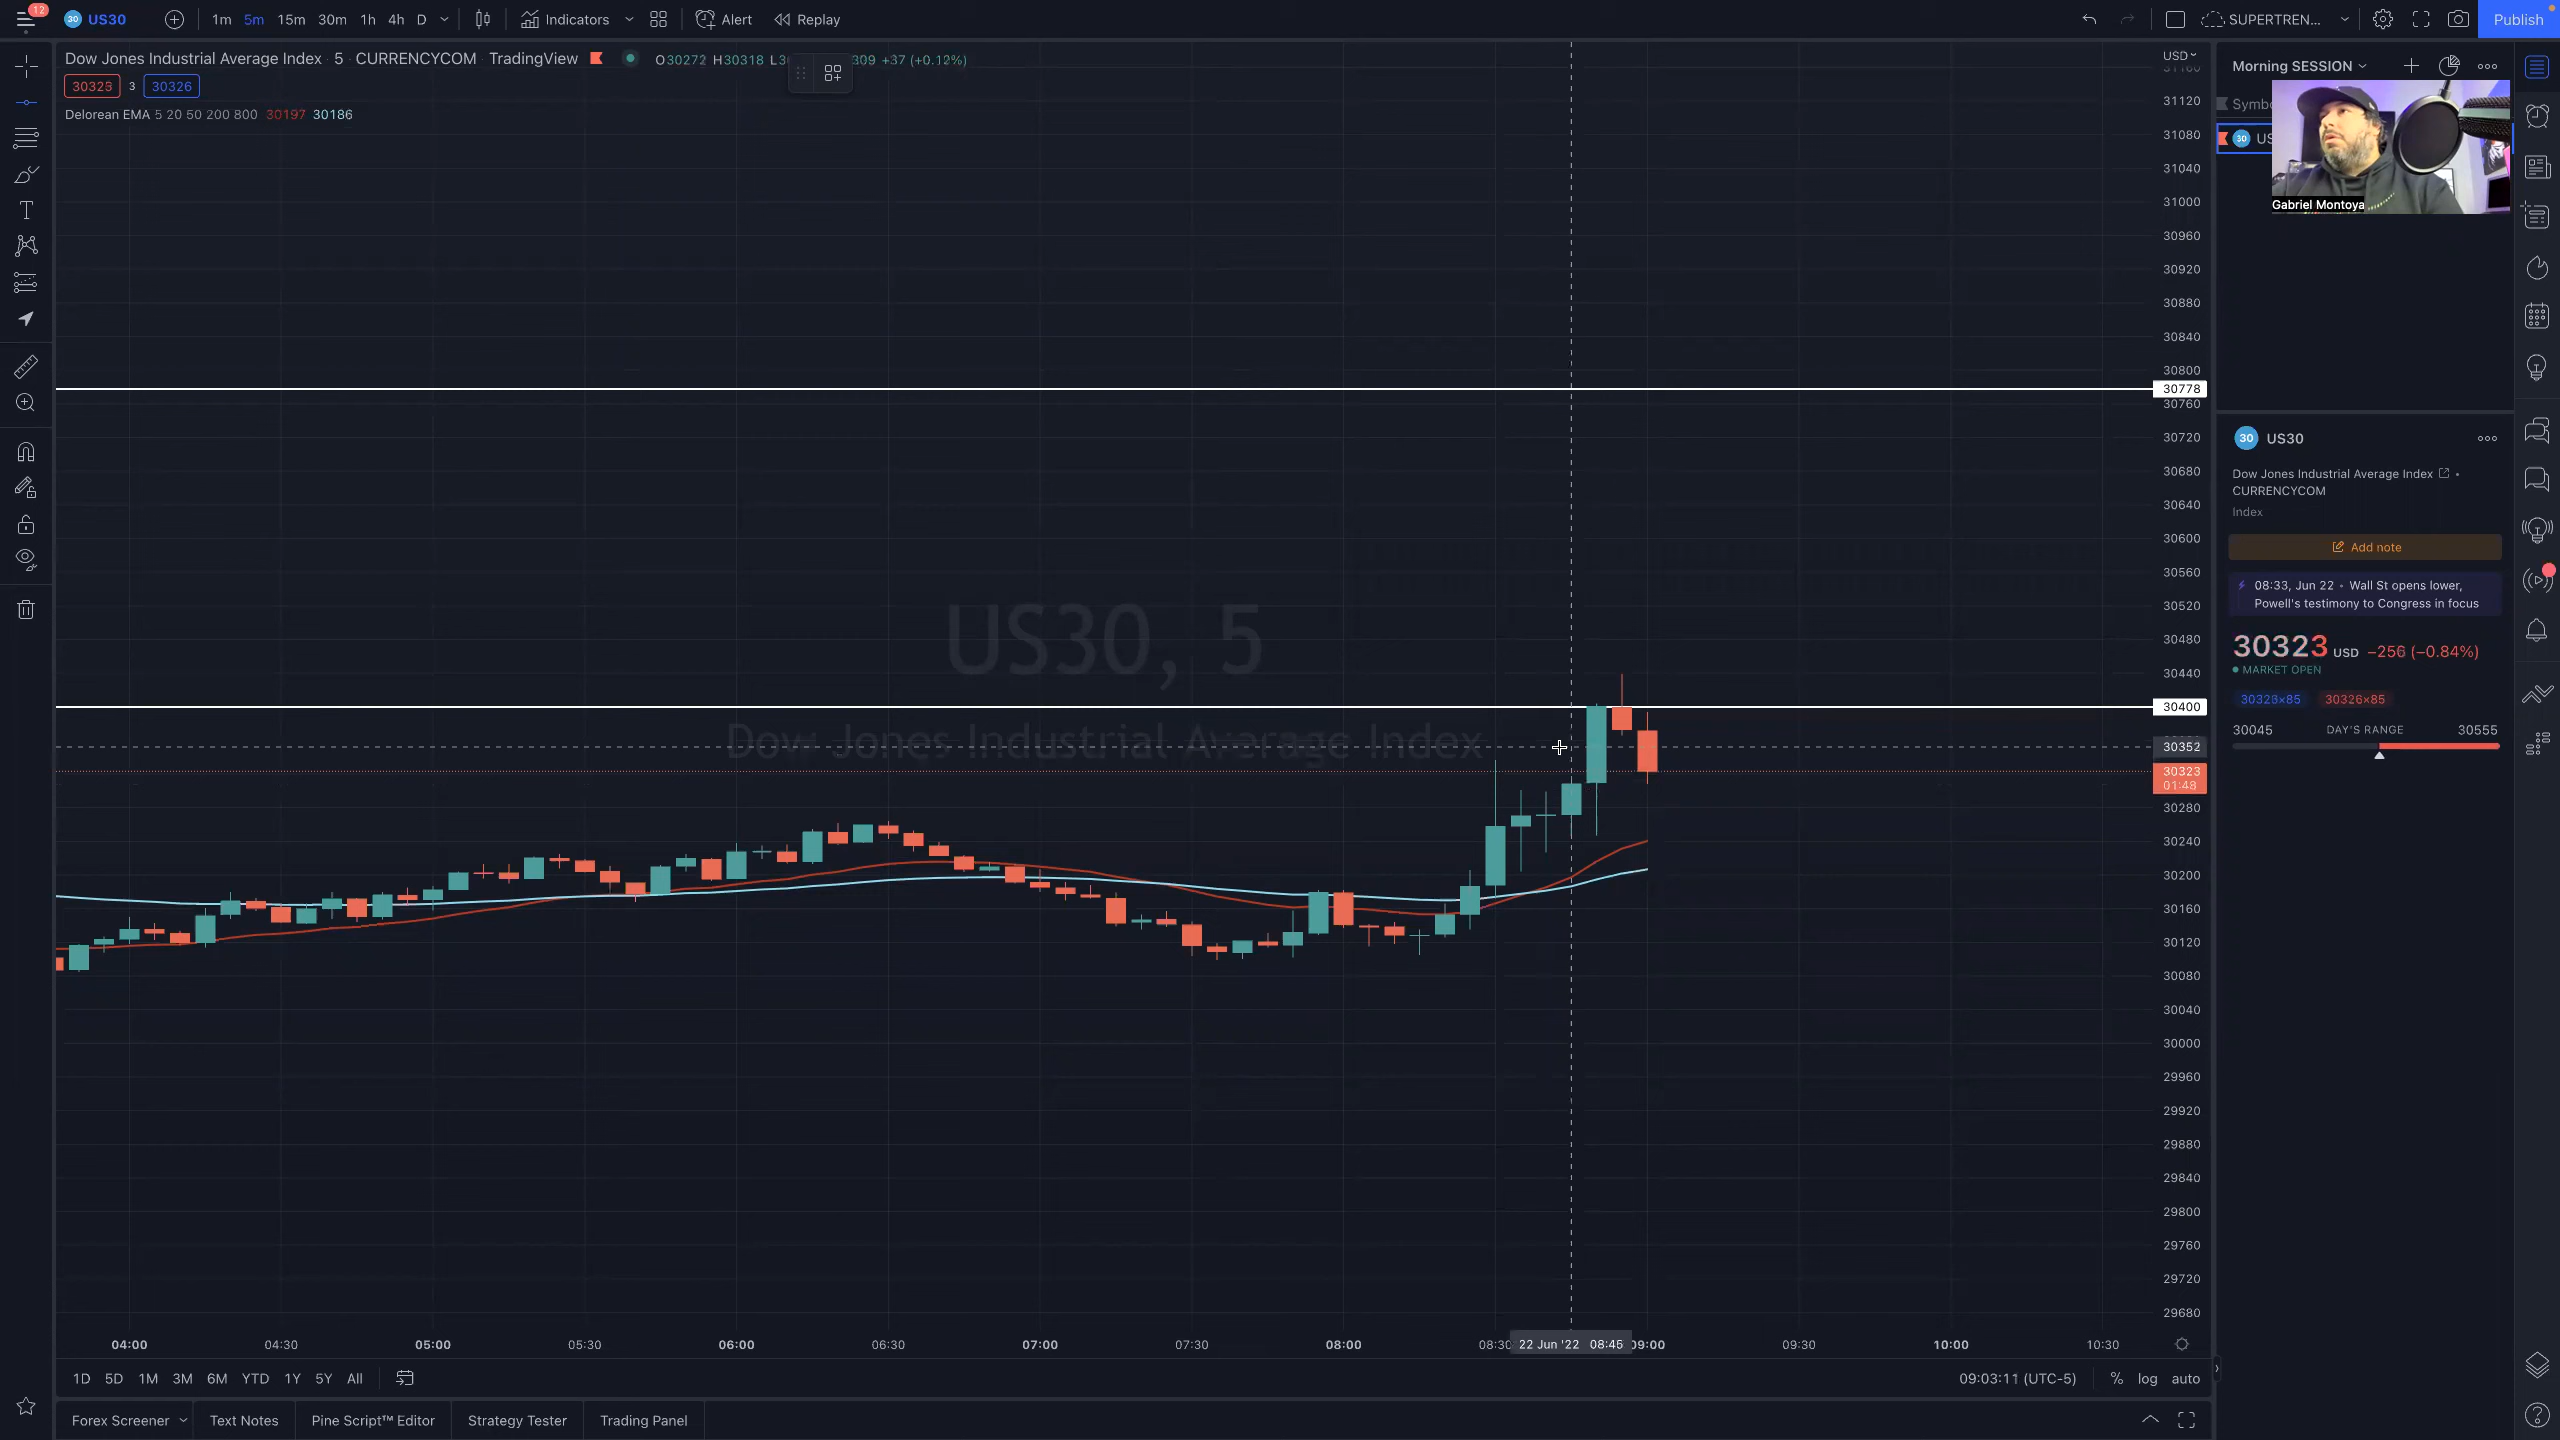 12
30 US30 1m 5m 15m 30m 1h 4h D Indicators Alert Replay SUPERTREN... Publish
Dow Jones Industrial Average Index · 5 · CURRENCYCOM · TradingView O30272 H30318 309 +37 (+0.12%)
30323 3 30326
Delorean EMA 5 20 50 200 800 30197 30186
US30, 5
Dow Jones Industrial Average Index
USD
31120
31080
31040
31000
30960
30920
30880
30840
30800
30778
30760
30720
30680
30640
30600
30560
30520
30480
30440
30400
30352
30323
01:48
30280
30240
30200
30160
30120
30080
30040
30000
29960
29920
29880
29840
29800
29760
29720
29680
04:00 04:30 05:00 05:30 06:00 06:30 07:00 07:30 08:00 08:30 22 Jun '22 08:45 09:00 09:30 10:00 10:30
1D 5D 1M 3M 6M YTD 1Y 5Y All 09:03:11 (UTC-5) % log auto
Forex Screener Text Notes Pine Script™ Editor Strategy Tester Trading Panel
Morning SESSION
Symbo
30 US
Gabriel Montoya
30 US30
Dow Jones Industrial Average Index •
CURRENCYCOM
Index
Add note
08:33, Jun 22 • Wall St opens lower,
Powell's testimony to Congress in focus
30323 USD −256 (−0.84%)
MARKET OPEN
30323×85 30326×85
30045 DAY'S RANGE 30555